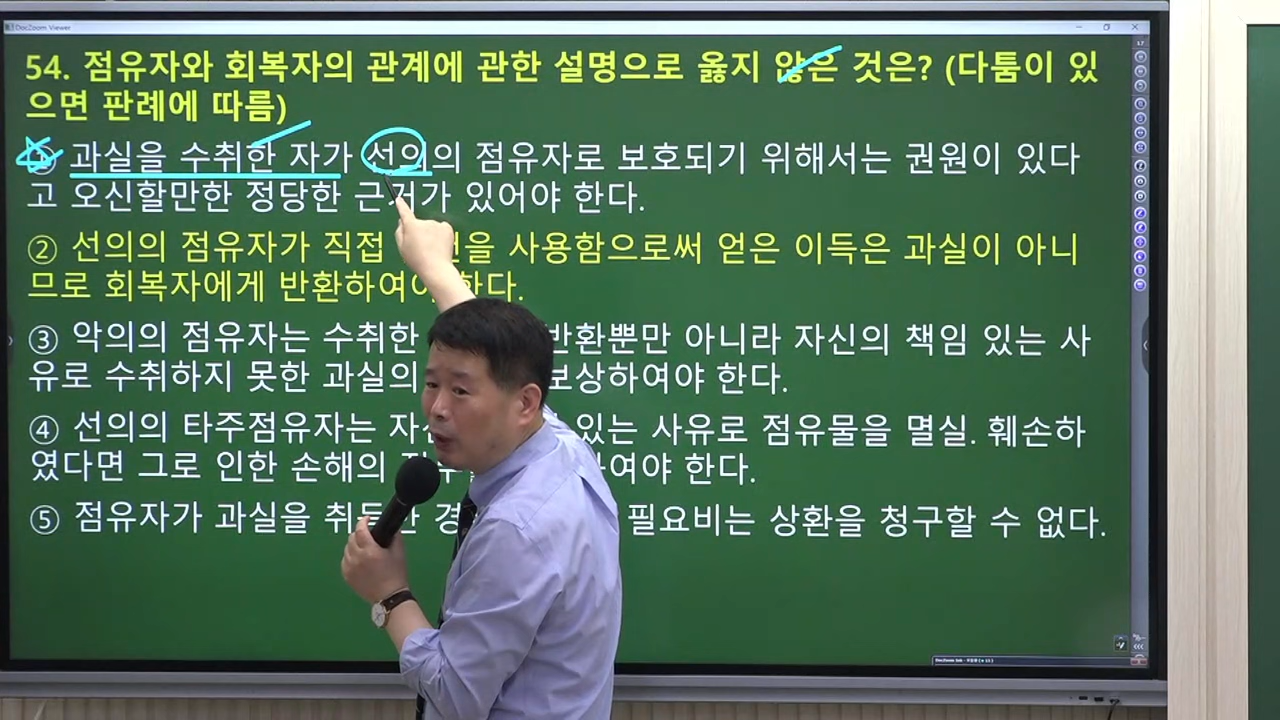 DocZoom Viewer
54. 점유자와 회복자의 관계에 관한 설명으로 옳지 않은 것은? (다툼이 있
으면 판례에 따름)
① 과실을 수취한 자가 선의의 점유자로 보호되기 위해서는 권원이 있다
고 오신할만한 정당한 근거가 있어야 한다.
② 선의의 점유자가 직접 을 사용함으로써 얻은 이득은 과실이 아니
므로 회복자에게 반환하여야 한다.
③ 악의의 점유자는 수취한 반환뿐만 아니라 자신의 책임 있는 사
유로 수취하지 못한 과실의 보상하여야 한다.
④ 선의의 타주점유자는 있는 사유로 점유물을 멸실. 훼손하
였다면 그로 인한 손해의 하여야 한다.
⑤ 점유자가 과실을 취득한 필요비는 상환을 청구할 수 없다.